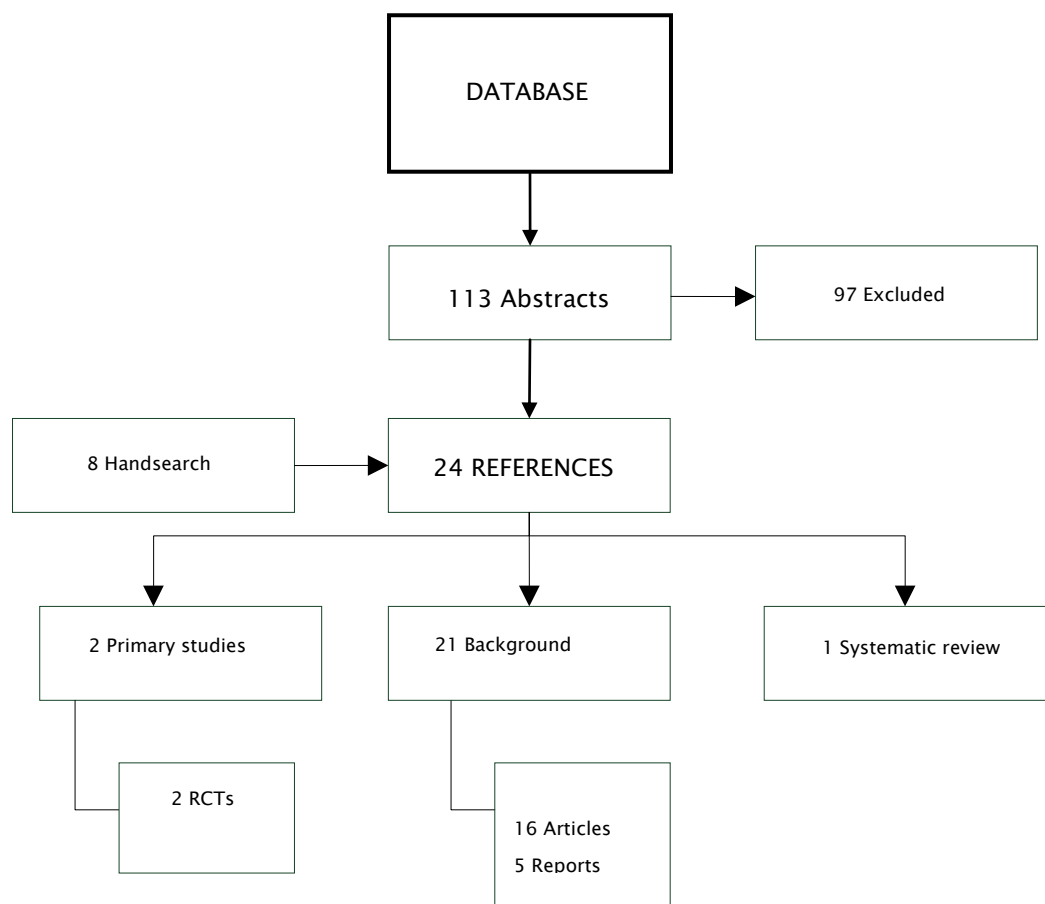 DATABASE
113 Abstracts
97 Excluded
8 Handsearch
24 REFERENCES
2 Primary studies
21 Background
1 Systematic review
2 RCTs
16 Articles
5 Reports